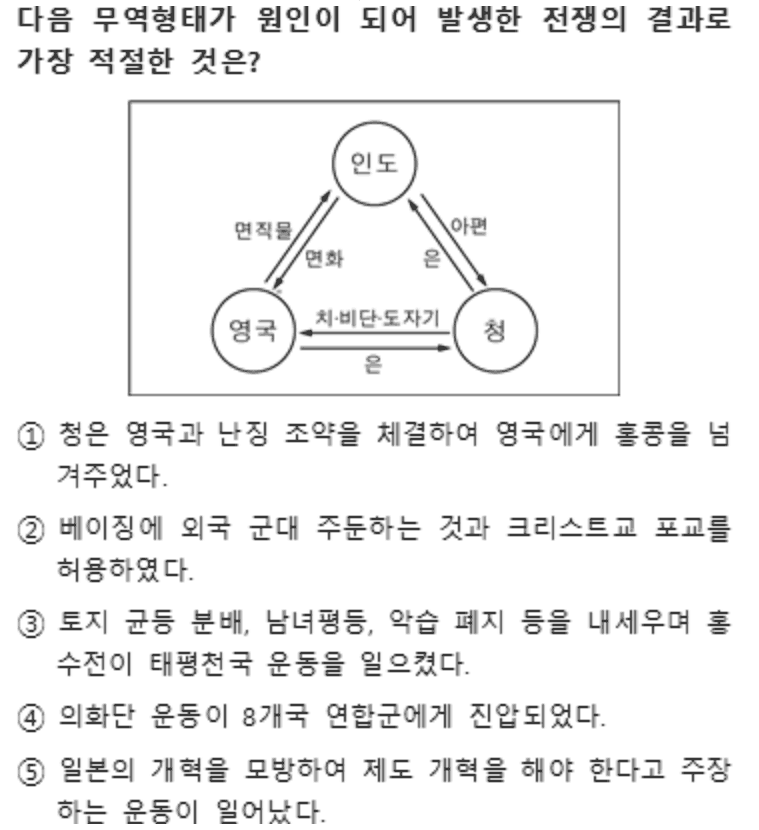 다음 무역형태가 원인이 되어 발생한 전쟁의 결과로
가장 적절한 것은?
인도
면직물
아편
면화
은
치·비단·도자기
영국
청
은
① 청은 영국과 난징 조약을 체결하여 영국에게 홍콩을 넘
겨주었다.
② 베이징에 외국 군대 주둔하는 것과 크리스트교 포교를
허용하였다.
③ 토지 균등 분배, 남녀평등, 악습 폐지 등을 내세우며 홍
수전이 태평천국 운동을 일으켰다.
④ 의화단 운동이 8개국 연합군에게 진압되었다.
⑤ 일본의 개혁을 모방하여 제도 개혁을 해야 한다고 주장
하는 운동이 일어났다.